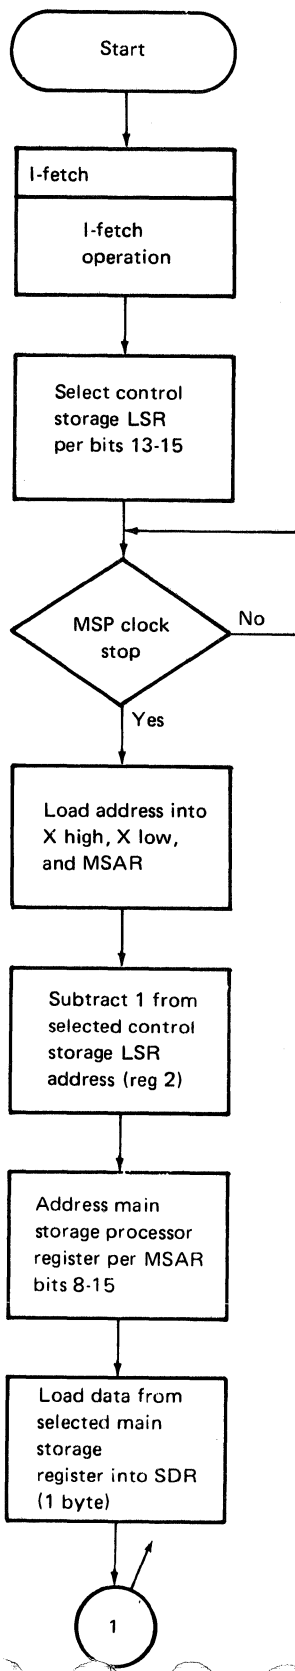 Start
I-fetch
I-fetch
operation
Select control
storage LSR
per bits 13-15
MSP clock
stop
No
Yes
Load address into
X high, X low,
and MSAR
Subtract 1 from
selected control
storage LSR
address (reg 2)
Address main
storage processor
register per MSAR
bits 8-15
Load data from
selected main
storage
register into SDR
(1 byte)
1